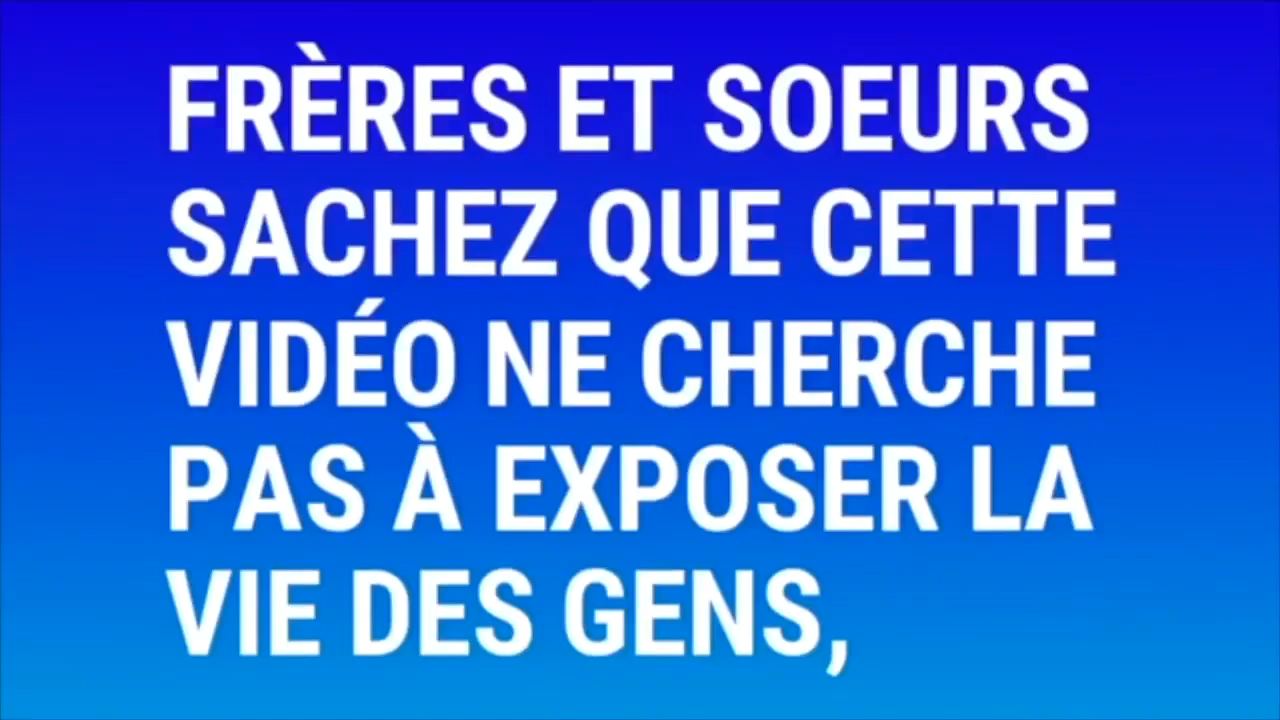 FRÈRES ET SOEURS
SACHEZ QUE CETTE
VIDÉO NE CHERCHE
PAS À EXPOSER LA
VIE DES GENS,